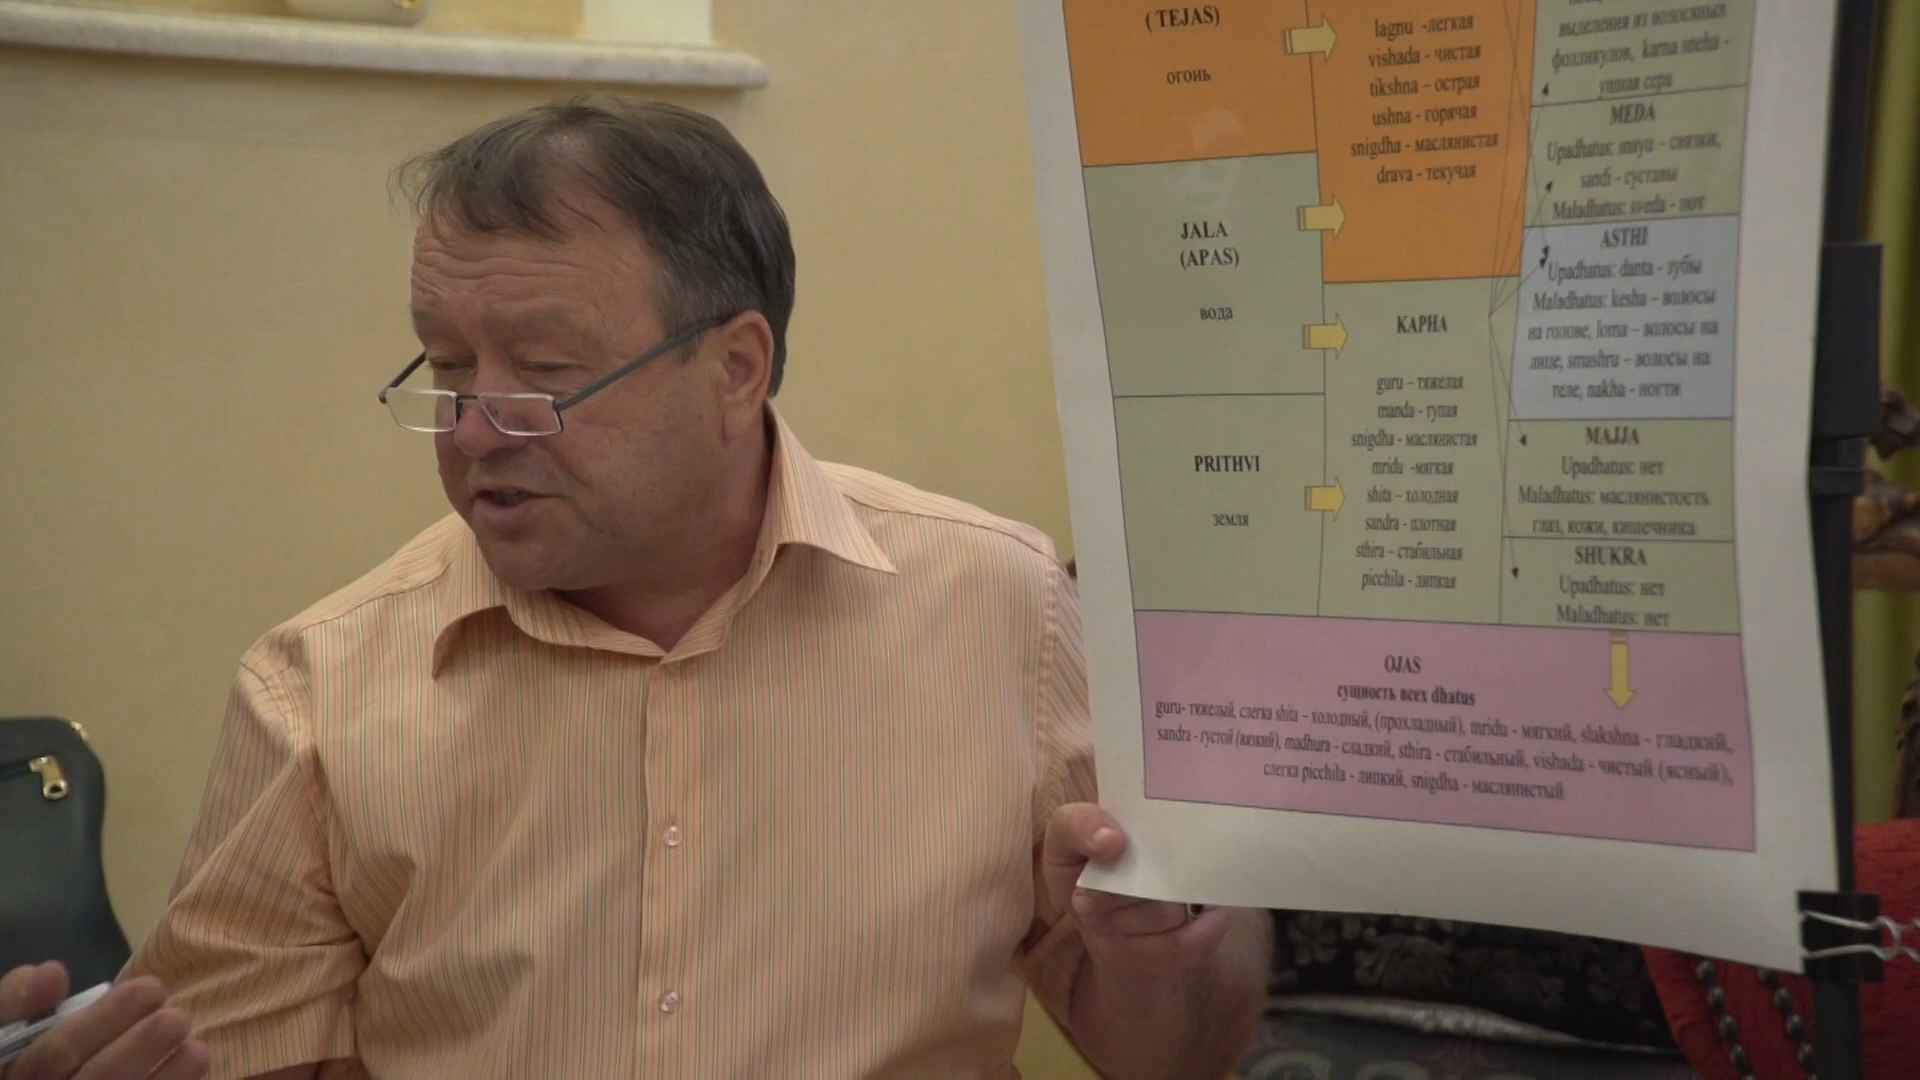 ( TEJAS)
огонь
lagnu -легкая
vishada - чистая
tikshna – острая
ushna - горячая
snigdha - маслянистая
drava - текучая
выделения из волосяных
фолликулов, karna sneha -
ушная сера
MEDA
Upadhatus: snayu – связки,
sandi - суставы
Maladhatus: sveda - пот
JALA
(APAS)
вода
ASTHI
Upadhatus: danta - зубы
Maladhatus: kesha – волосы
на голове, loma – волосы на
лице, smashru – волосы на
теле, nakha - ногти
KAPHA
guru – тяжелая
manda - тупая
snigdha - маслянистая
mridu -мягкая
shita – холодная
sandra - плотная
sthira – стабильная
picchila - липкая
PRITHVI
земля
MAJJA
Upadhatus: нет
Maladhatus: маслянистость
глаз, кожи, кишечника
SHUKRA
Upadhatus: нет
Maladhatus: нет
OJAS
сущность всех dhatus
guru- тяжелый, слегка shita – холодный, (прохладный), mridu - мягкий, slakshna - гладкий,
sandra - густой (вязкий), madhura - сладкий, sthira - стабильный, vishada - чистый (ясный),
слегка picchila - липкий, snigdha - маслянистый